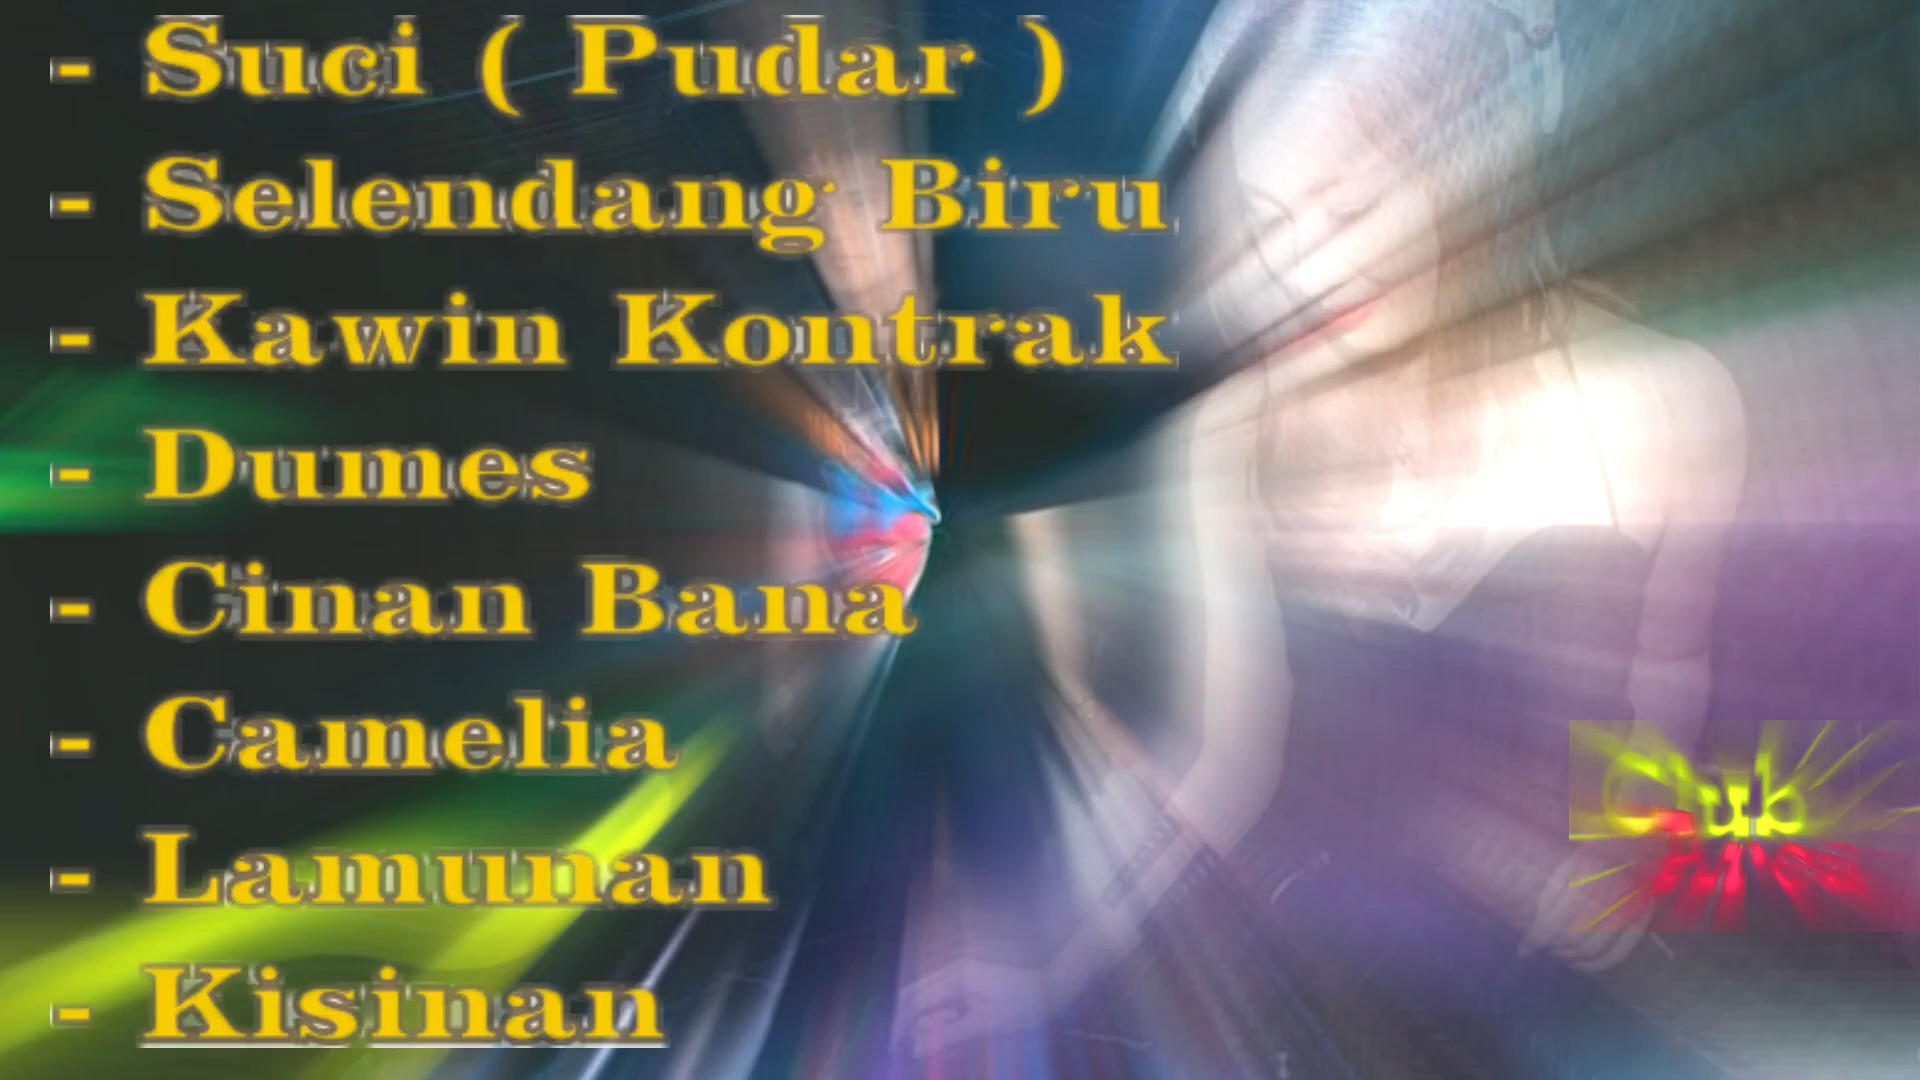 - Suci ( Pudar )
- Selendang Biru
- Kawin Kontrak
- Dumes
- Cinan Bana
- Camelia
- Lamunan
- Kisinan